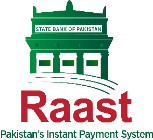 STATE BANK OF PAKISTAN
Raast
Pakistan's Instant Payment System